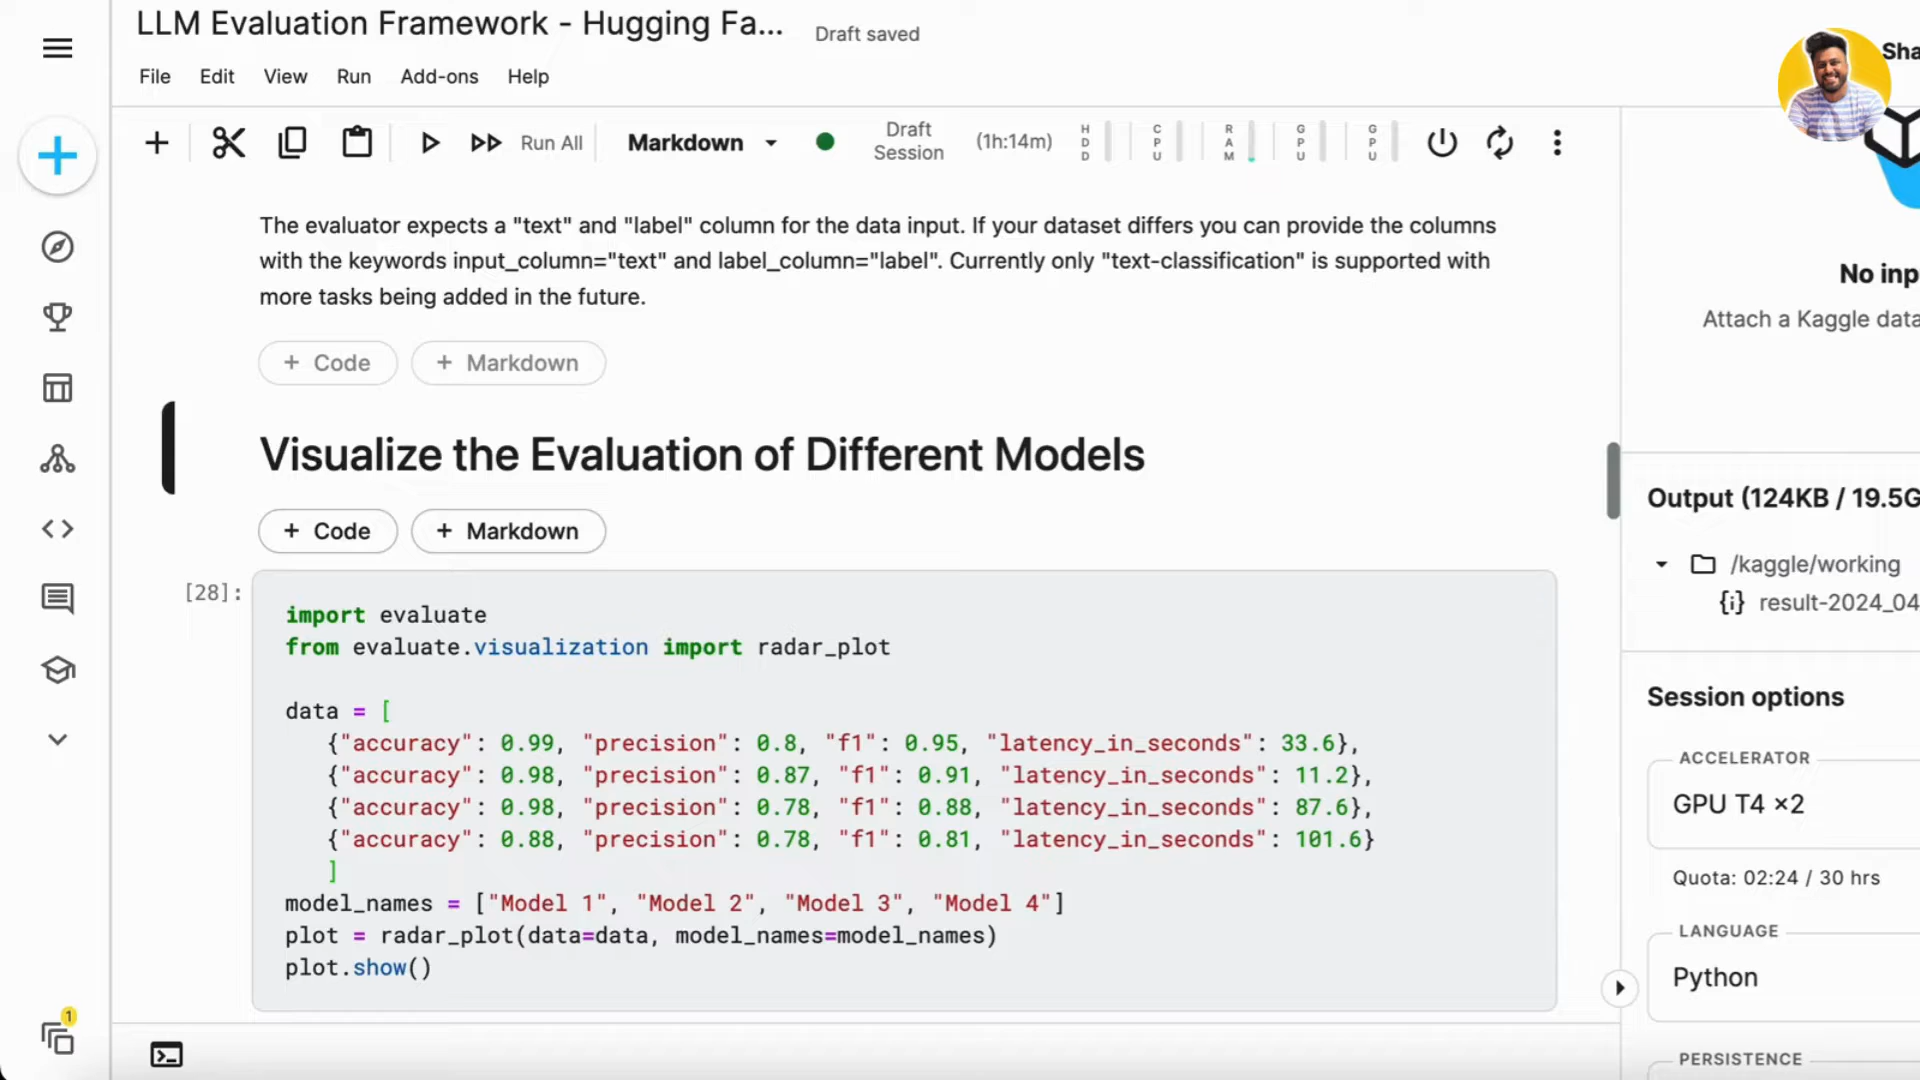 LLM Evaluation Framework - Hugging Fa...
Draft saved
Sha
File Edit View Run Add-ons Help
Run All
Markdown
Draft Session
(1h:14m)
HDD
CPU
RAM
GPU
GPU
The evaluator expects a "text" and "label" column for the data input. If your dataset differs you can provide the columns
with the keywords input_column="text" and label_column="label". Currently only "text-classification" is supported with
more tasks being added in the future.
+ Code + Markdown
Visualize the Evaluation of Different Models
+ Code + Markdown
[28]:
import evaluate
from evaluate.visualization import radar_plot
data = [
{"accuracy": 0.99, "precision": 0.8, "f1": 0.95, "latency_in_seconds": 33.6},
{"accuracy": 0.98, "precision": 0.87, "f1": 0.91, "latency_in_seconds": 11.2},
{"accuracy": 0.98, "precision": 0.78, "f1": 0.88, "latency_in_seconds": 87.6},
{"accuracy": 0.88, "precision": 0.78, "f1": 0.81, "latency_in_seconds": 101.6}
]
model_names = ["Model 1", "Model 2", "Model 3", "Model 4"]
plot = radar_plot(data=data, model_names=model_names)
plot.show()
1
No inp
Attach a Kaggle data
Output (124KB / 19.5G
/kaggle/working
{i} result-2024_04
Session options
ACCELERATOR
GPU T4 ×2
Quota: 02:24 / 30 hrs
LANGUAGE
Python
PERSISTENCE